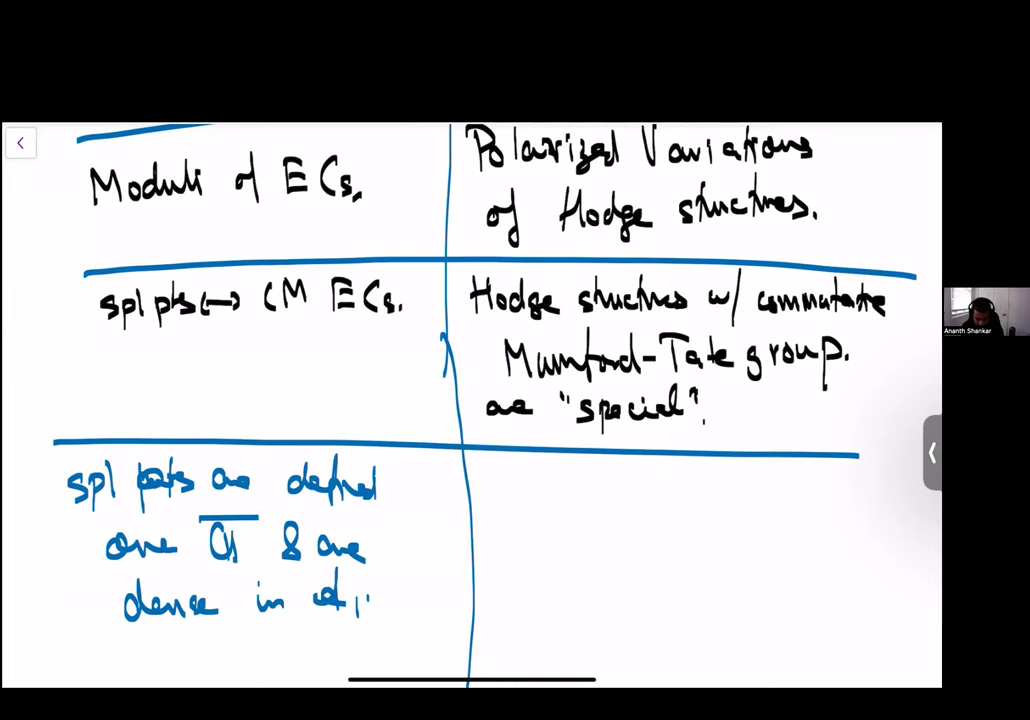 Moduli of ECs.
Polarized Variations
of Hodge structures.
spl pts ↔ CM ECs.
Hodge structures w/ commutative
Mumford-Tate group.
are "special".
spl pts are defined
over Q̅ & are
dense in
Ananth Shankar